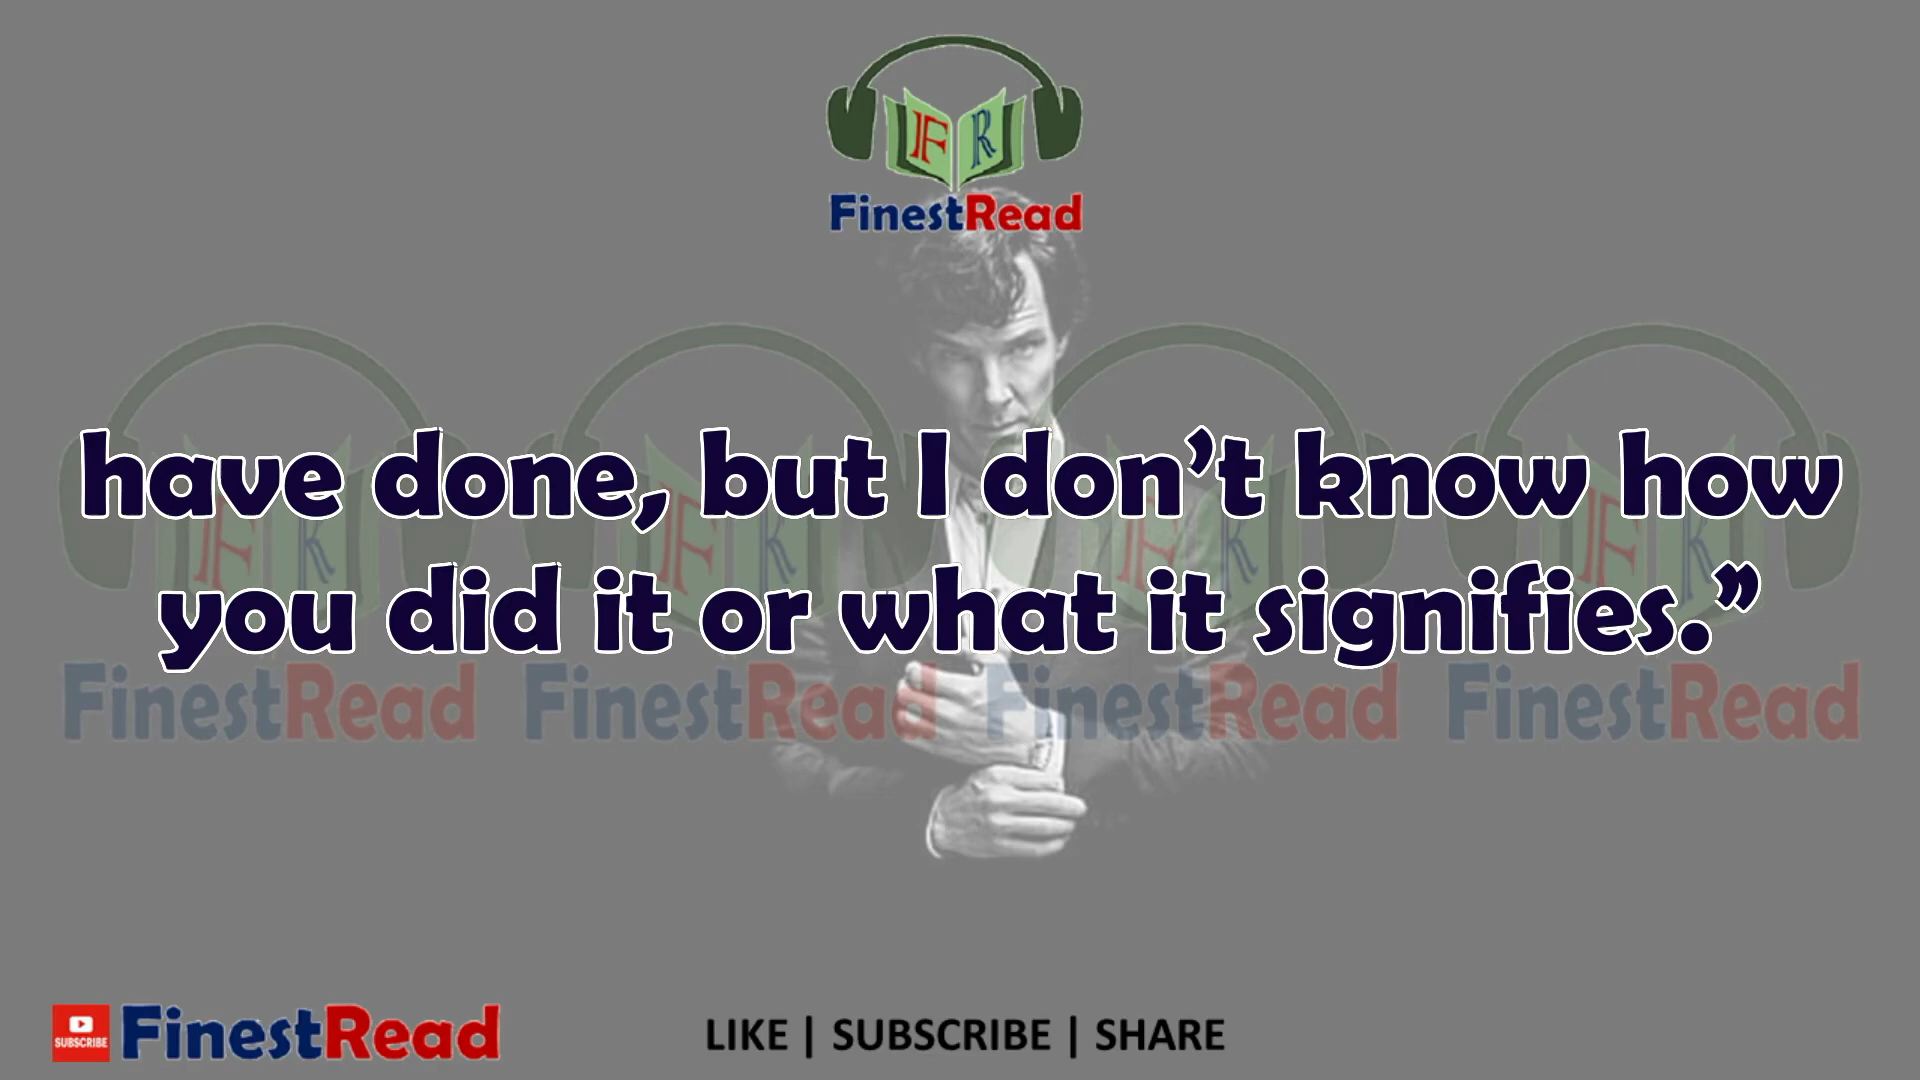 F R
FinestRead
have done, but I don’t know how
you did it or what it signifies.”
F R F R F R F R
FinestRead FinestRead FinestRead FinestRead
SUBSCRIBE FinestRead LIKE | SUBSCRIBE | SHARE